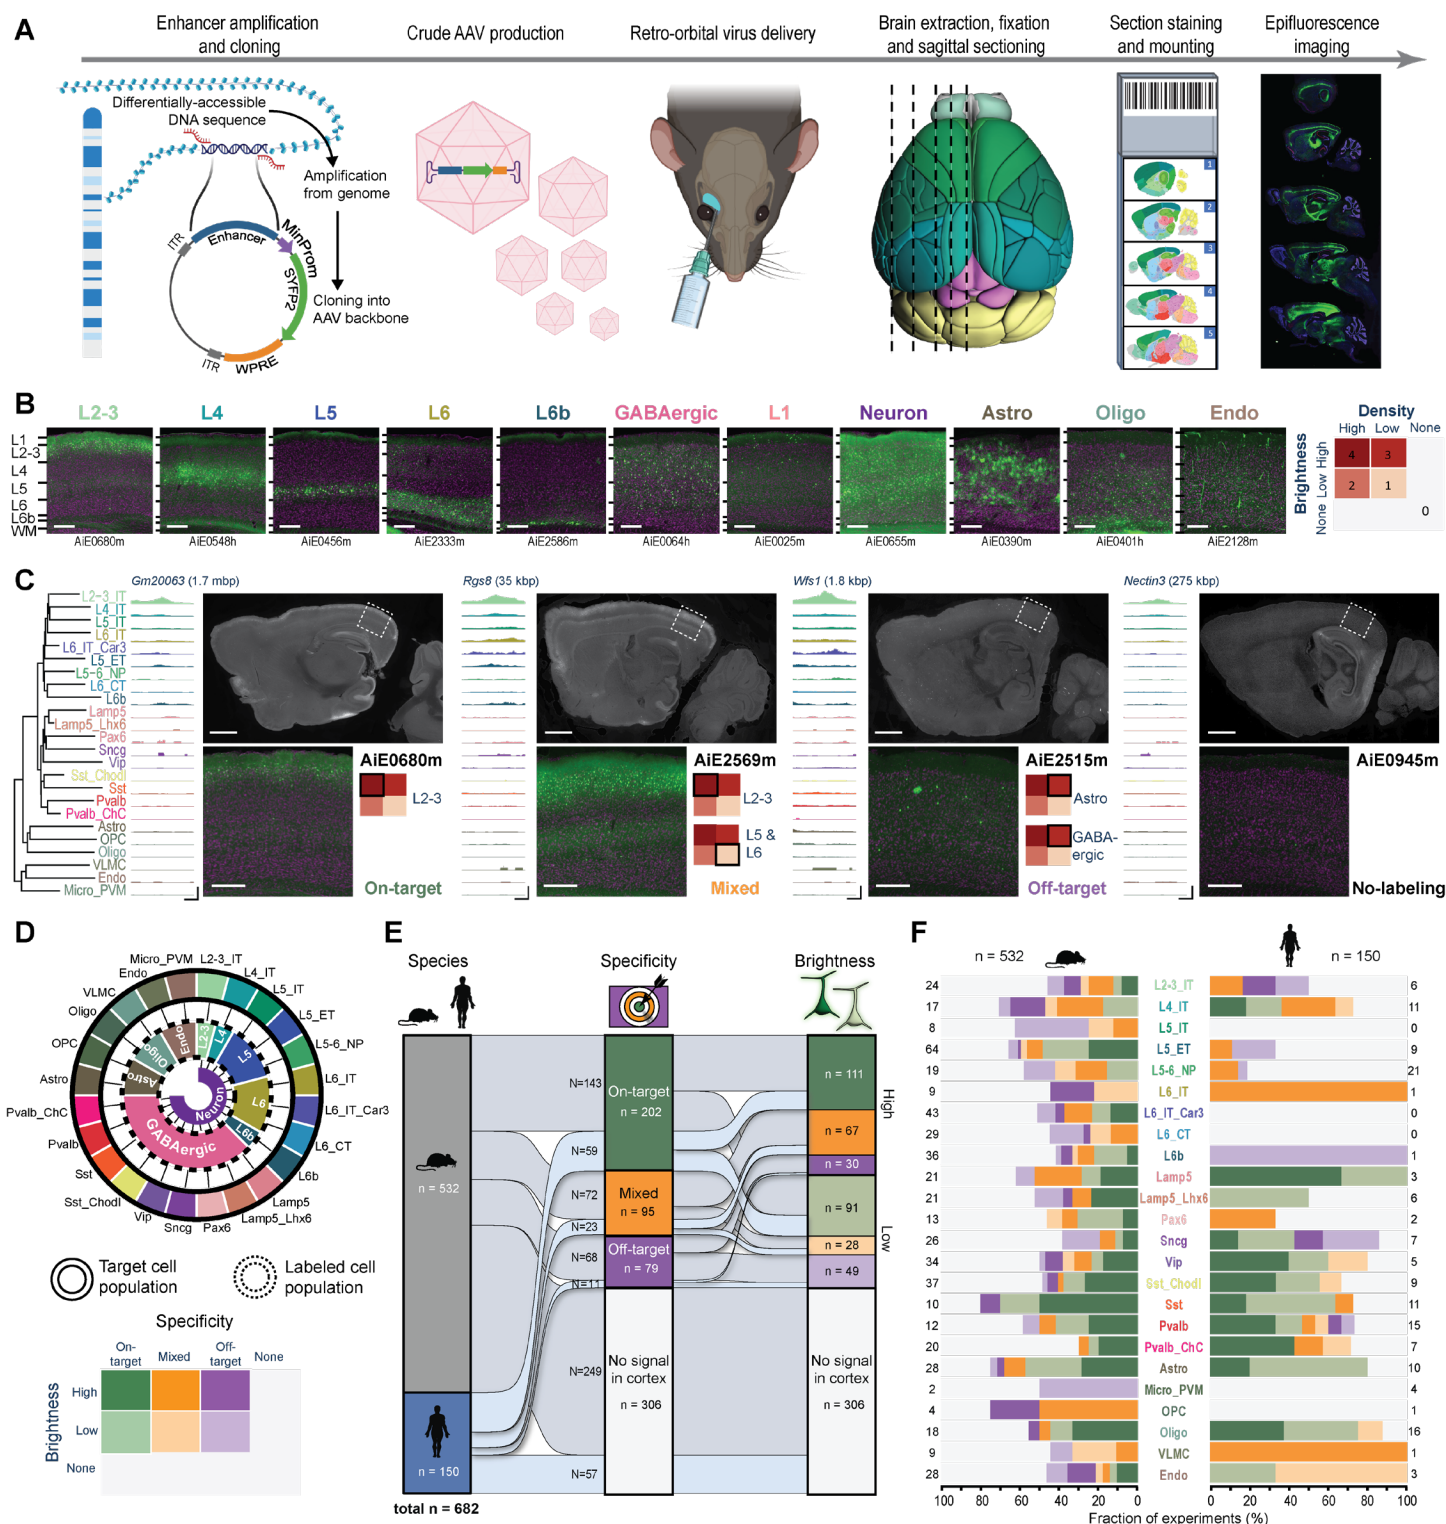 A
Enhancer amplification
and cloning
Crude AAV production
Retro-orbital virus delivery
Brain extraction, fixation
and sagittal sectioning
Section staining
and mounting
Epifluorescence
imaging
Differentially-accessible
DNA sequence
Amplification
from genome
Cloning into
AAV backbone
ITR
Enhancer
MinProm
SYFP2
WPRE
ITR
1
2
3
4
5
B
L2-3
L4
L5
L6
L6b
GABAergic
L1
Neuron
Astro
Oligo
Endo
L1
L2-3
L4
L5
L6
L6b
WM
AiE0680m
AiE0548h
AiE0456m
AiE2333m
AiE2586m
AiE0064h
AiE0025m
AiE0655m
AiE0390m
AiE0401h
AiE2128m
Density
High
Low
None
Brightness
High
Low
None
4
3
2
1
0
C
Gm20063 (1.7 mbp)
Rgs8 (35 kbp)
Wfs1 (1.8 kbp)
Nectin3 (275 kbp)
L2-3_IT
L4_IT
L5_IT
L6_IT
L6_IT_Car3
L5_ET
L5-6_NP
L6_CT
L6b
Lamp5
Lamp5_Lhx6
Pax6
Sncg
Vip
Sst_Chodl
Sst
Pvalb
Pvalb_ChC
Astro
OPC
Oligo
VLMC
Endo
Micro_PVM
AiE0680m
L2-3
On-target
AiE2569m
L2-3
L5 &
L6
Mixed
AiE2515m
Astro
GABA-
ergic
Off-target
AiE0945m
No-labeling
D
Micro_PVM
L2-3_IT
L4_IT
L5_IT
L5_ET
L5-6_NP
L6_IT
L6_IT_Car3
L6_CT
L6b
Lamp5
Lamp5_Lhx6
Pax6
Sncg
Vip
Sst_Chodl
Sst
Pvalb
Pvalb_ChC
Astro
OPC
Oligo
VLMC
Endo
L2-3
L4
L5
L6
L6b
GABAergic
Astro
Oligo
Endo
Neuron
Target cell
population
Labeled cell
population
Specificity
On-
target
Mixed
Off-
target
None
Brightness
High
Low
None
E
Species
Specificity
Brightness
n = 532
n = 150
total n = 682
N=143
N=59
N=72
N=23
N=68
N=11
N=249
N=57
On-target
n = 202
Mixed
n = 95
Off-target
n = 79
No signal
in cortex
n = 306
n = 111
n = 67
n = 30
n = 91
n = 28
n = 49
No signal
in cortex
n = 306
High
Low
F
n = 532
n = 150
24 L2-3_IT 6
17 L4_IT 11
8 L5_IT 0
64 L5_ET 9
19 L5-6_NP 21
9 L6_IT 1
43 L6_IT_Car3 0
29 L6_CT 0
36 L6b 1
21 Lamp5 3
21 Lamp5_Lhx6 6
13 Pax6 2
26 Sncg 7
34 Vip 5
37 Sst_Chodl 9
10 Sst 11
12 Pvalb 15
20 Pvalb_ChC 7
28 Astro 10
2 Micro_PVM 4
4 OPC 1
18 Oligo 16
9 VLMC 1
28 Endo 3
100 80 60 40 20 0
0 20 40 60 80 100
Fraction of experiments (%)